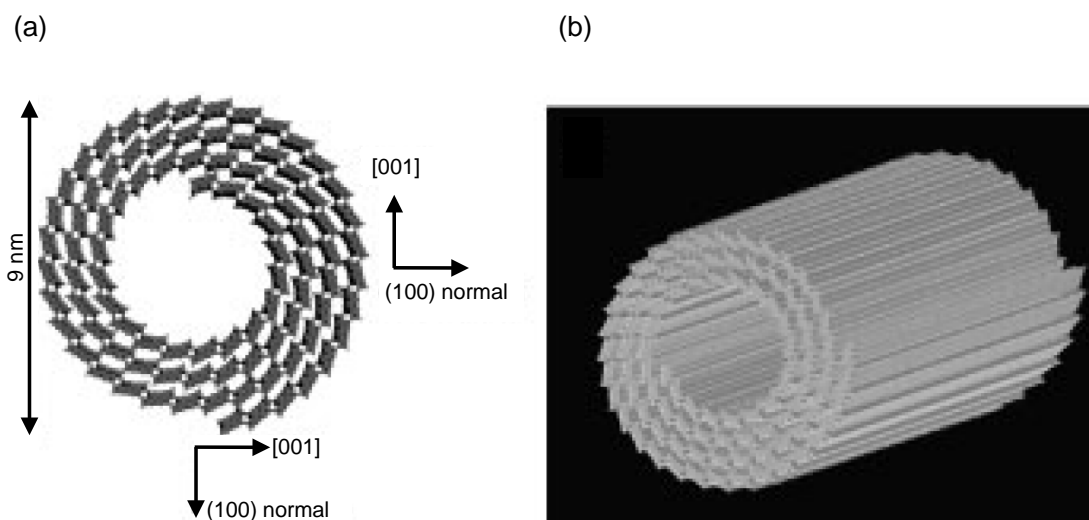 (a)
(b)
[001]
(100) normal
9 nm
[001]
(100) normal